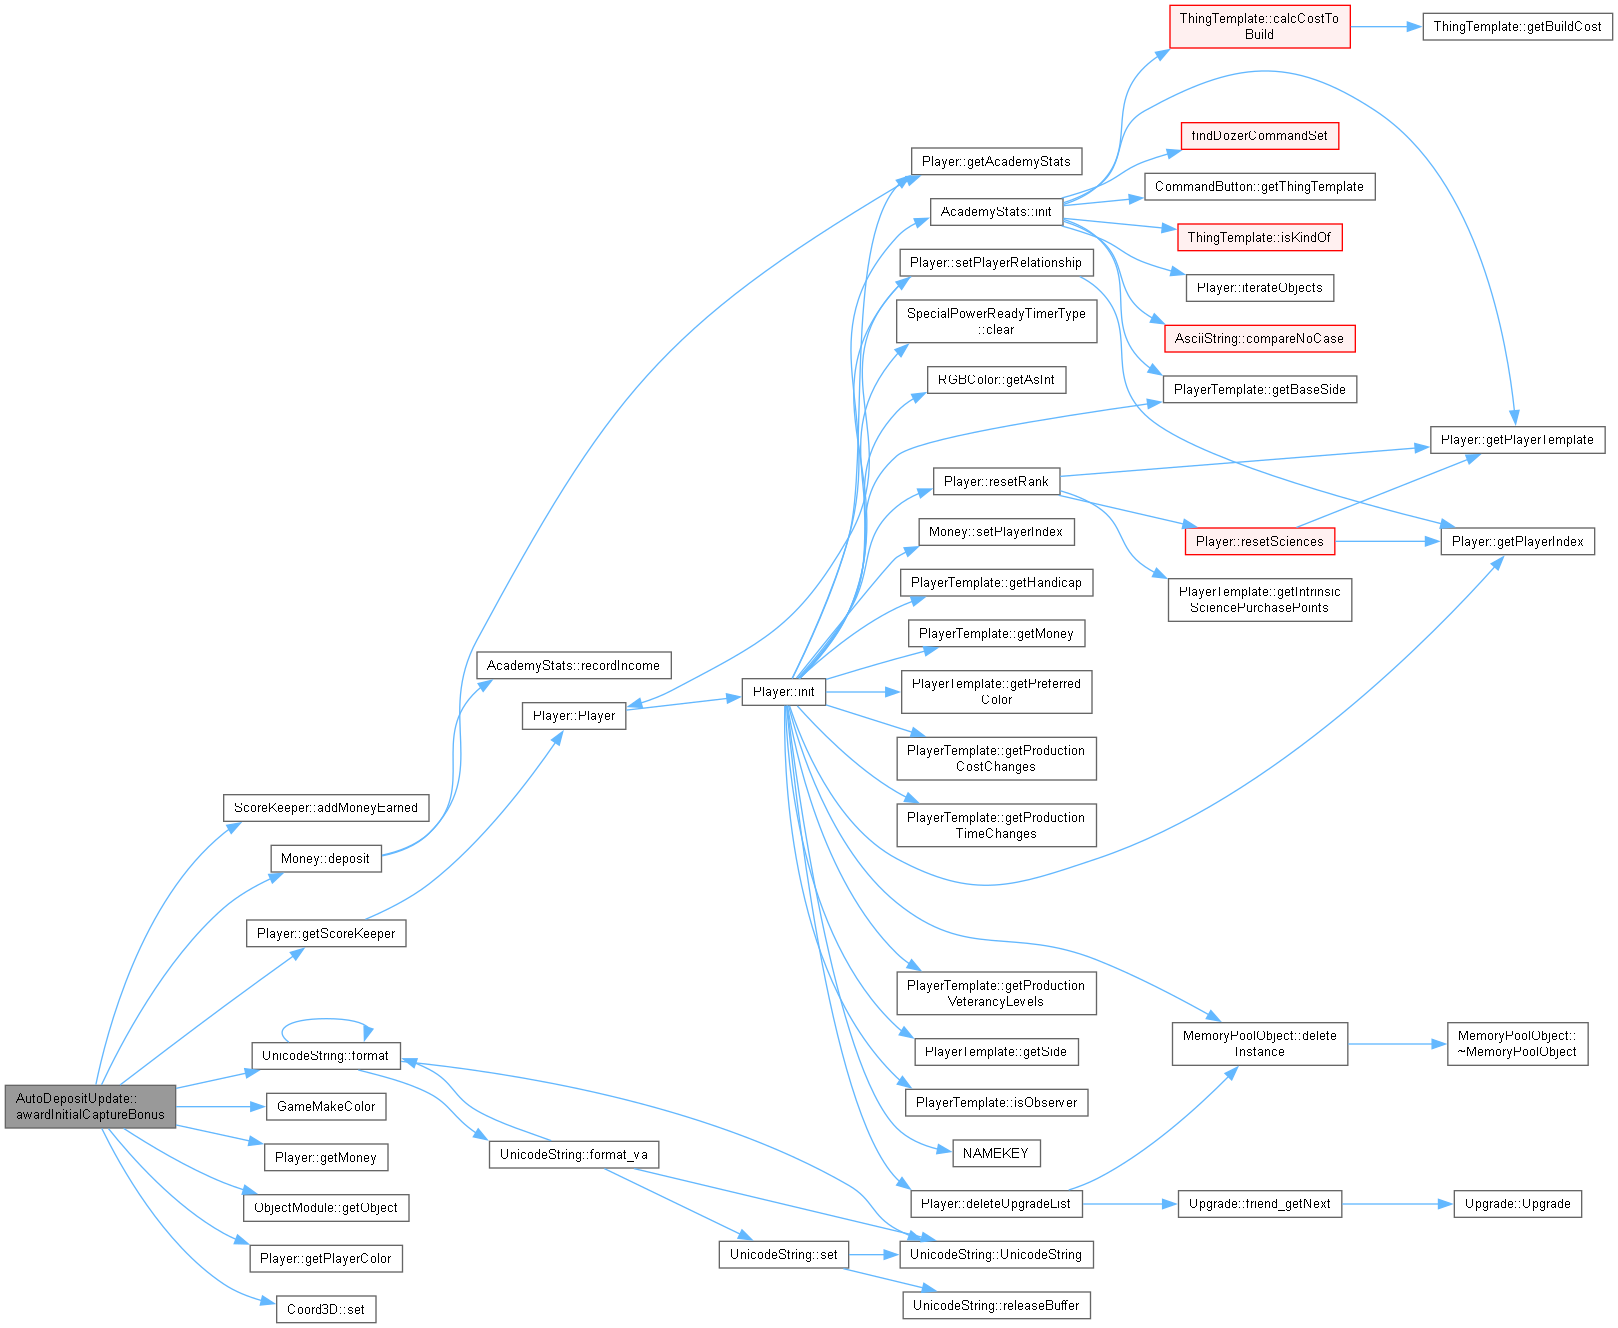 ThingTemplate::calcCostTo
Build
ThingTemplate::getBuildCost
findDozerCommandSet
Player::getAcademyStats
CommandButton::getThingTemplate
AcademyStats::init
ThingTemplate::isKindOf
Player::setPlayerRelationship
Player::iterateObjects
SpecialPowerReadyTimerType
::clear
AsciiString::compareNoCase
RGBColor::getAsInt
PlayerTemplate::getBaseSide
Player::getPlayerTemplate
Player::resetRank
Money::setPlayerIndex
Player::resetSciences
Player::getPlayerIndex
PlayerTemplate::getHandicap
PlayerTemplate::getIntrinsic
SciencePurchasePoints
PlayerTemplate::getMoney
AcademyStats::recordIncome
Player::init
PlayerTemplate::getPreferred
Color
Player::Player
PlayerTemplate::getProduction
CostChanges
ScoreKeeper::addMoneyEarned
PlayerTemplate::getProduction
TimeChanges
Money::deposit
Player::getScoreKeeper
PlayerTemplate::getProduction
VeterancyLevels
UnicodeString::format
PlayerTemplate::getSide
MemoryPoolObject::delete
Instance
MemoryPoolObject::
~MemoryPoolObject
AutoDepositUpdate::
awardInitialCaptureBonus
GameMakeColor
PlayerTemplate::isObserver
Player::getMoney
UnicodeString::format_va
NAMEKEY
ObjectModule::getObject
Player::deleteUpgradeList
Upgrade::friend_getNext
Upgrade::Upgrade
Player::getPlayerColor
UnicodeString::set
UnicodeString::UnicodeString
Coord3D::set
UnicodeString::releaseBuffer